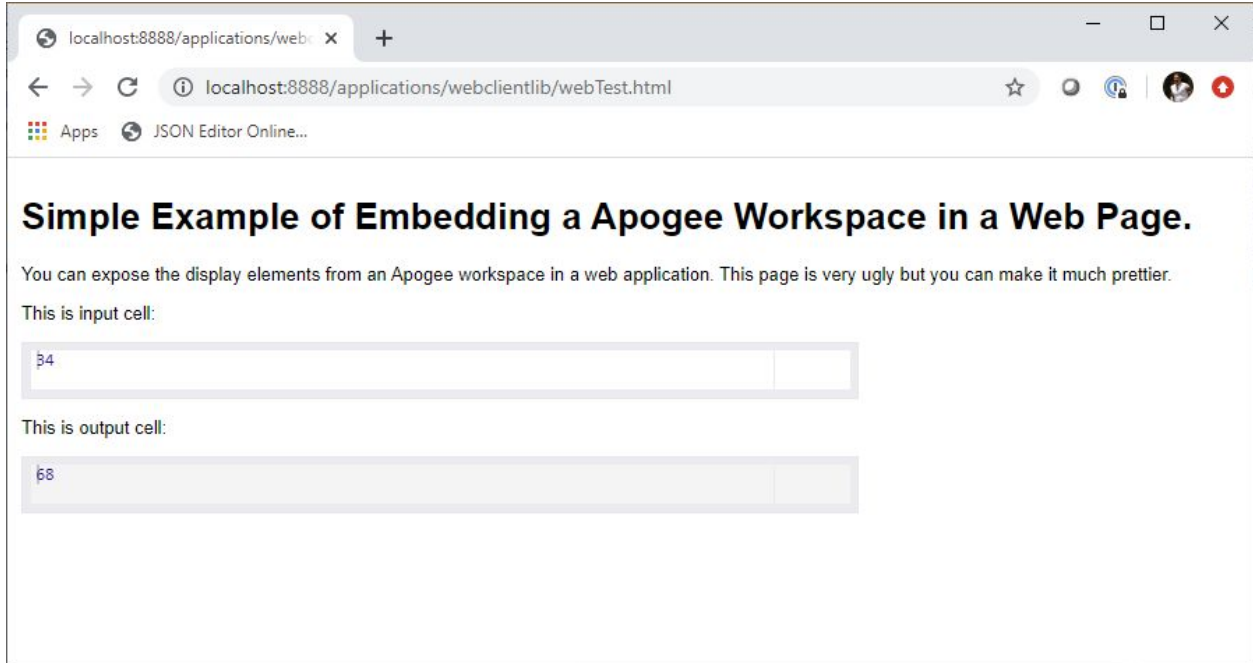 localhost:8888/applications/webc
localhost:8888/applications/webclientlib/webTest.html
Apps JSON Editor Online...
Simple Example of Embedding a Apogee Workspace in a Web Page.
You can expose the display elements from an Apogee workspace in a web application. This page is very ugly but you can make it much prettier.
This is input cell:
34
This is output cell:
68